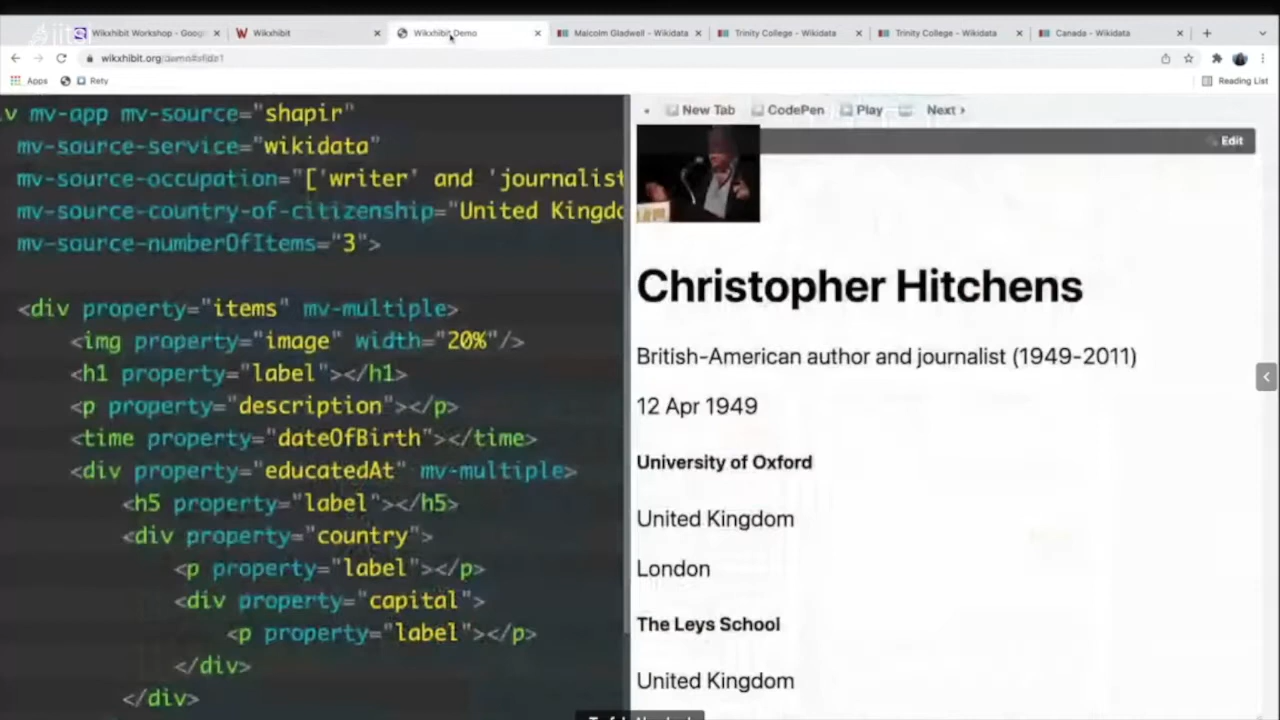 Wikxhibit Workshop - Goog
Wikxhibit
Wikxhibit Demo
Malcolm Gladwell - Wikidata
Trinity College - Wikidata
Trinity College - Wikidata
Canada - Wikidata
wikxhibit.org/demo#slide1
Apps
Rety
Reading List
iv mv-app mv-source="shapir"
mv-source-service="wikidata"
mv-source-occupation="['writer' and 'journalist
mv-source-country-of-citizenship="United Kingdo
mv-source-numberOfItems="3">
<div property="items" mv-multiple>
<img property="image" width="20%"/>
<h1 property="label"></h1>
<p property="description"></p>
<time property="dateOfBirth"></time>
<div property="educatedAt" mv-multiple>
<h5 property="label"></h5>
<div property="country">
<p property="label"></p>
<div property="capital">
<p property="label"></p>
</div>
</div>
New Tab
CodePen
Play
Next ›
Edit
Christopher Hitchens
British-American author and journalist (1949-2011)
12 Apr 1949
University of Oxford
United Kingdom
London
The Leys School
United Kingdom